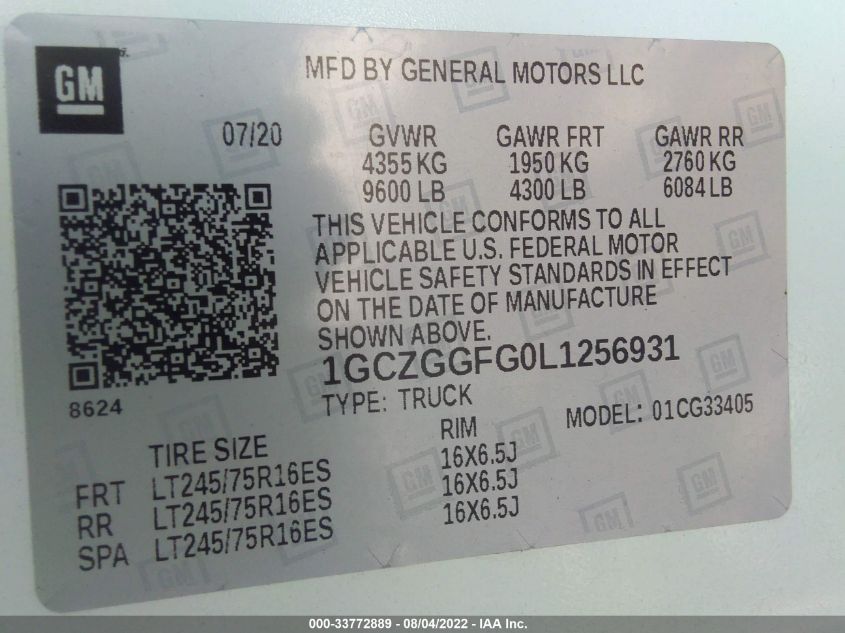 GM
MFD BY GENERAL MOTORS LLC
07/20 GVWR GAWR FRT GAWR RR
4355 KG 1950 KG 2760 KG
9600 LB 4300 LB 6084 LB
THIS VEHICLE CONFORMS TO ALL
APPLICABLE U.S. FEDERAL MOTOR
VEHICLE SAFETY STANDARDS IN EFFECT
ON THE DATE OF MANUFACTURE
SHOWN ABOVE.
1GCZGGFG0L1256931
8624
TYPE: TRUCK MODEL: 01CG33405
TIRE SIZE RIM
FRT LT245/75R16ES 16X6.5J
RR LT245/75R16ES 16X6.5J
SPA LT245/75R16ES 16X6.5J
000-33772889 - 08/04/2022 - IAA Inc.